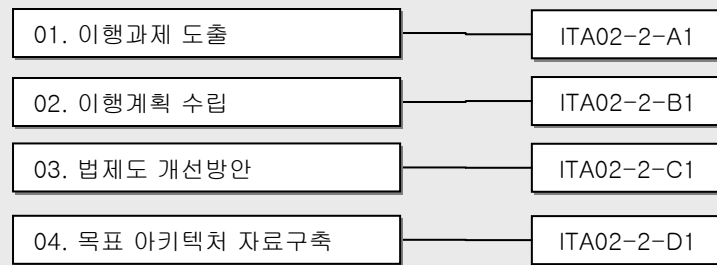 01. 이행과제 도출
ITA02-2-A1
02. 이행계획 수립
ITA02-2-B1
03. 법제도 개선방안
ITA02-2-C1
04. 목표 아키텍처 자료구축
ITA02-2-D1